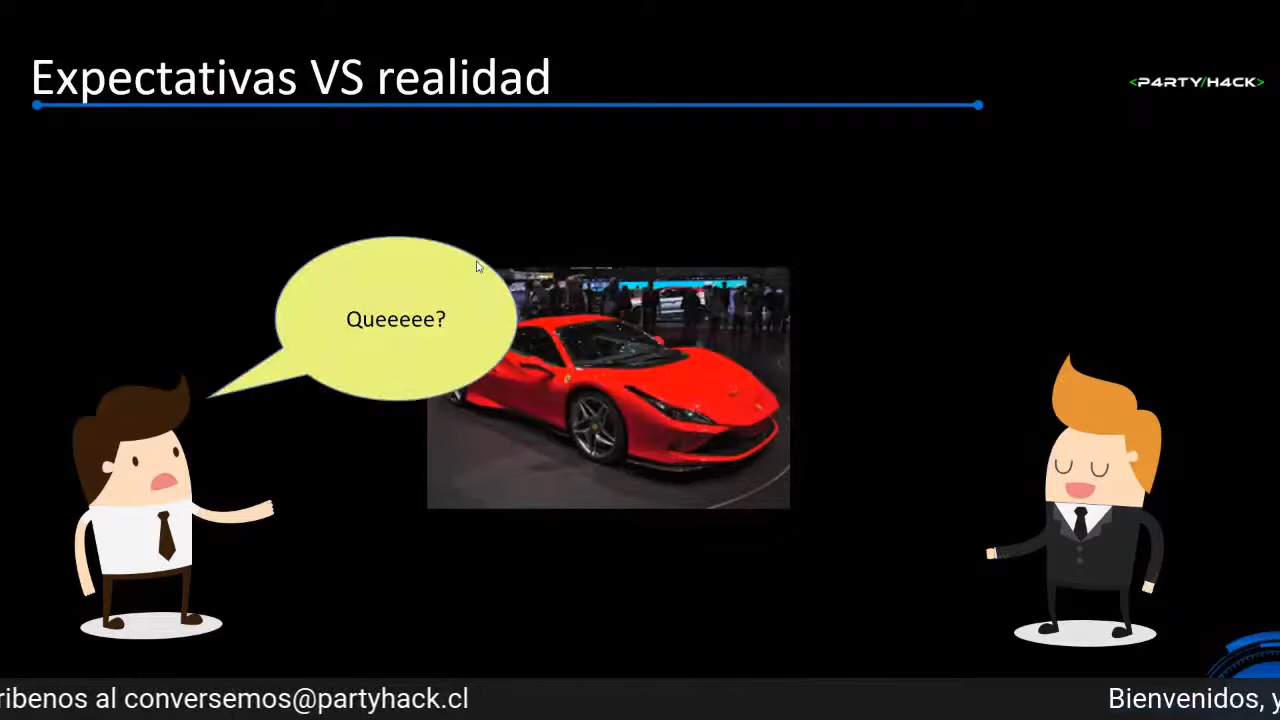 Expectativas VS realidad
<P4RTY/H4CK>
Queeeee?
ribenos al conversemos@partyhack.cl
Bienvenidos, y